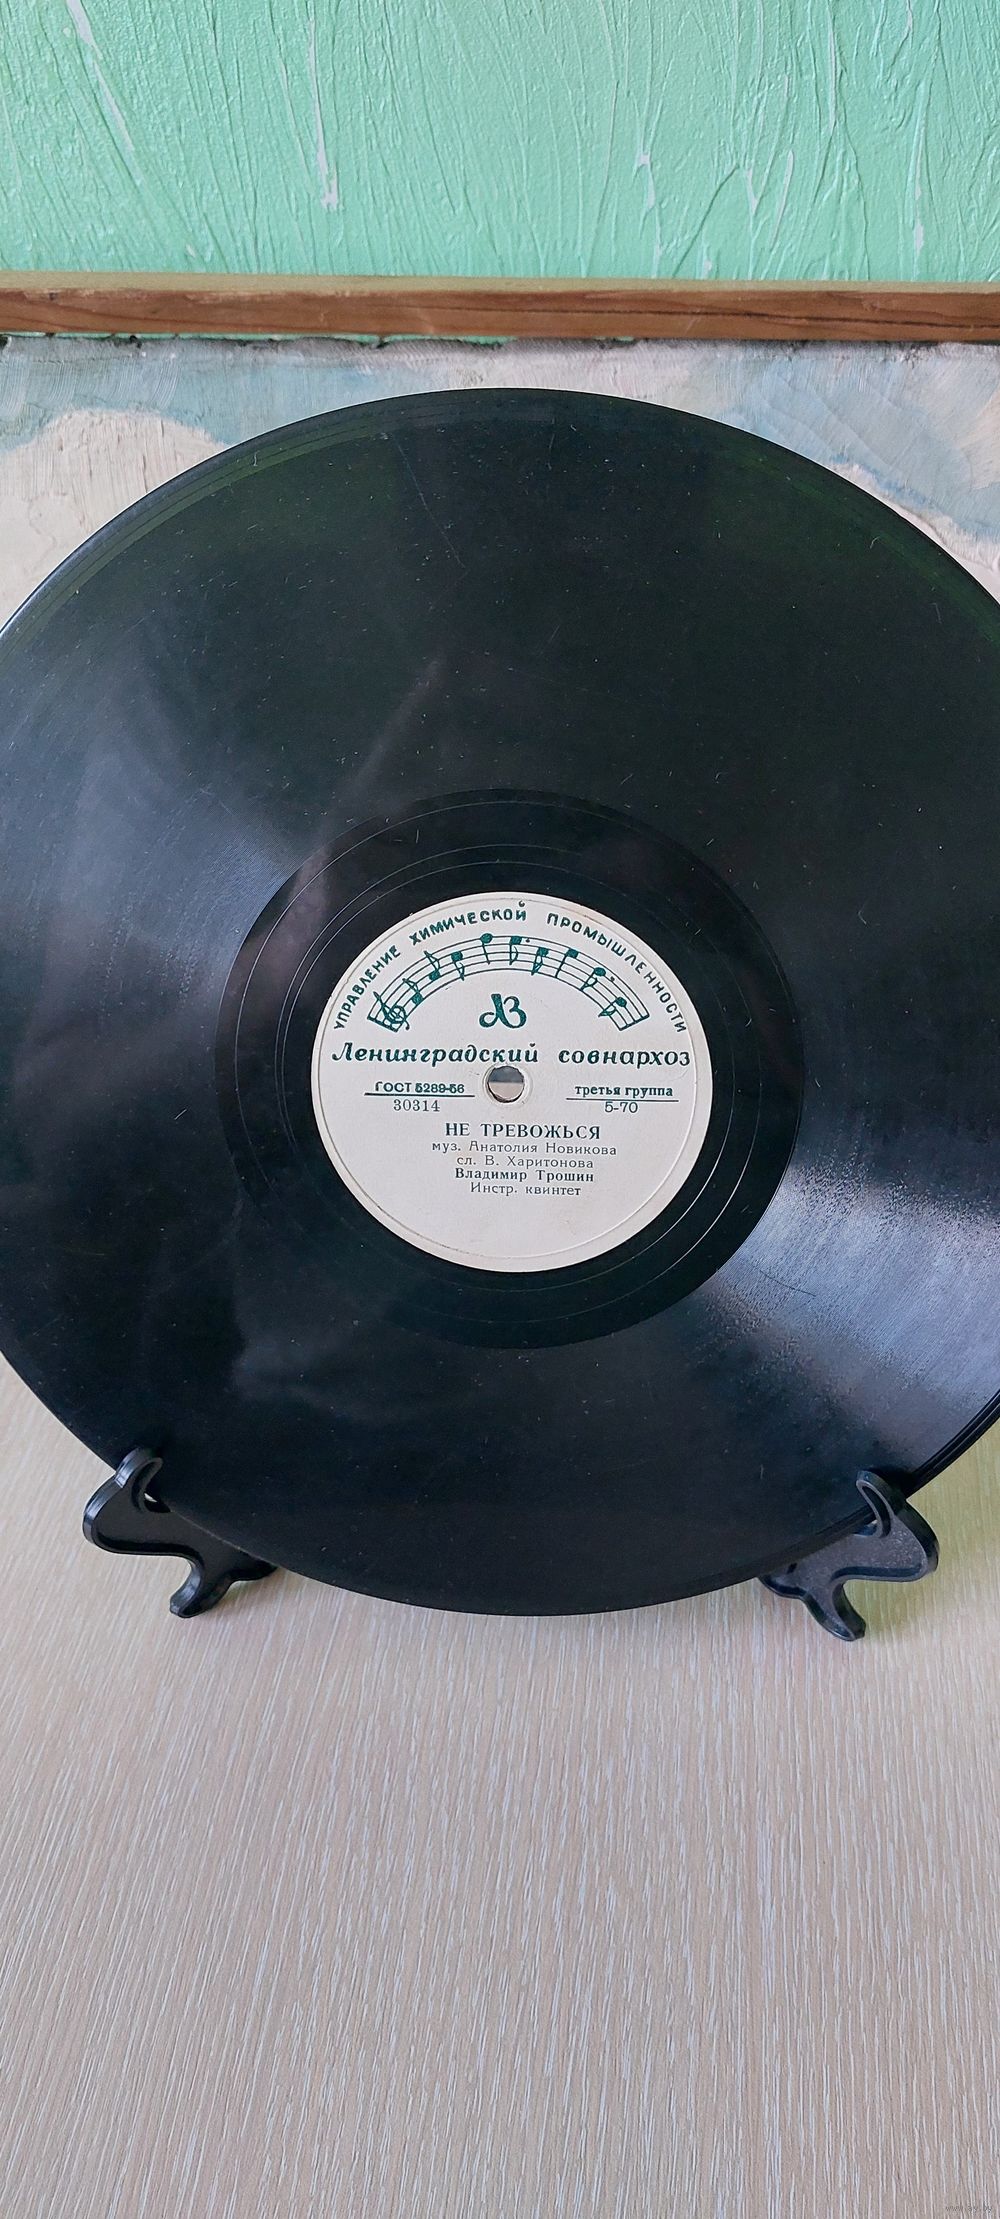 УПРАВЛЕНИЕ ХИМИЧЕСКОЙ ПРОМЫШЛЕННОСТИ
АЗ
Ленинградский совнархоз
ГОСТ 5289-56
30314
третья группа
5-70
НЕ ТРЕВОЖЬСЯ
муз. Анатолия Новикова
сл. В. Харитонова
Владимир Трошин
Инстр. квинтет